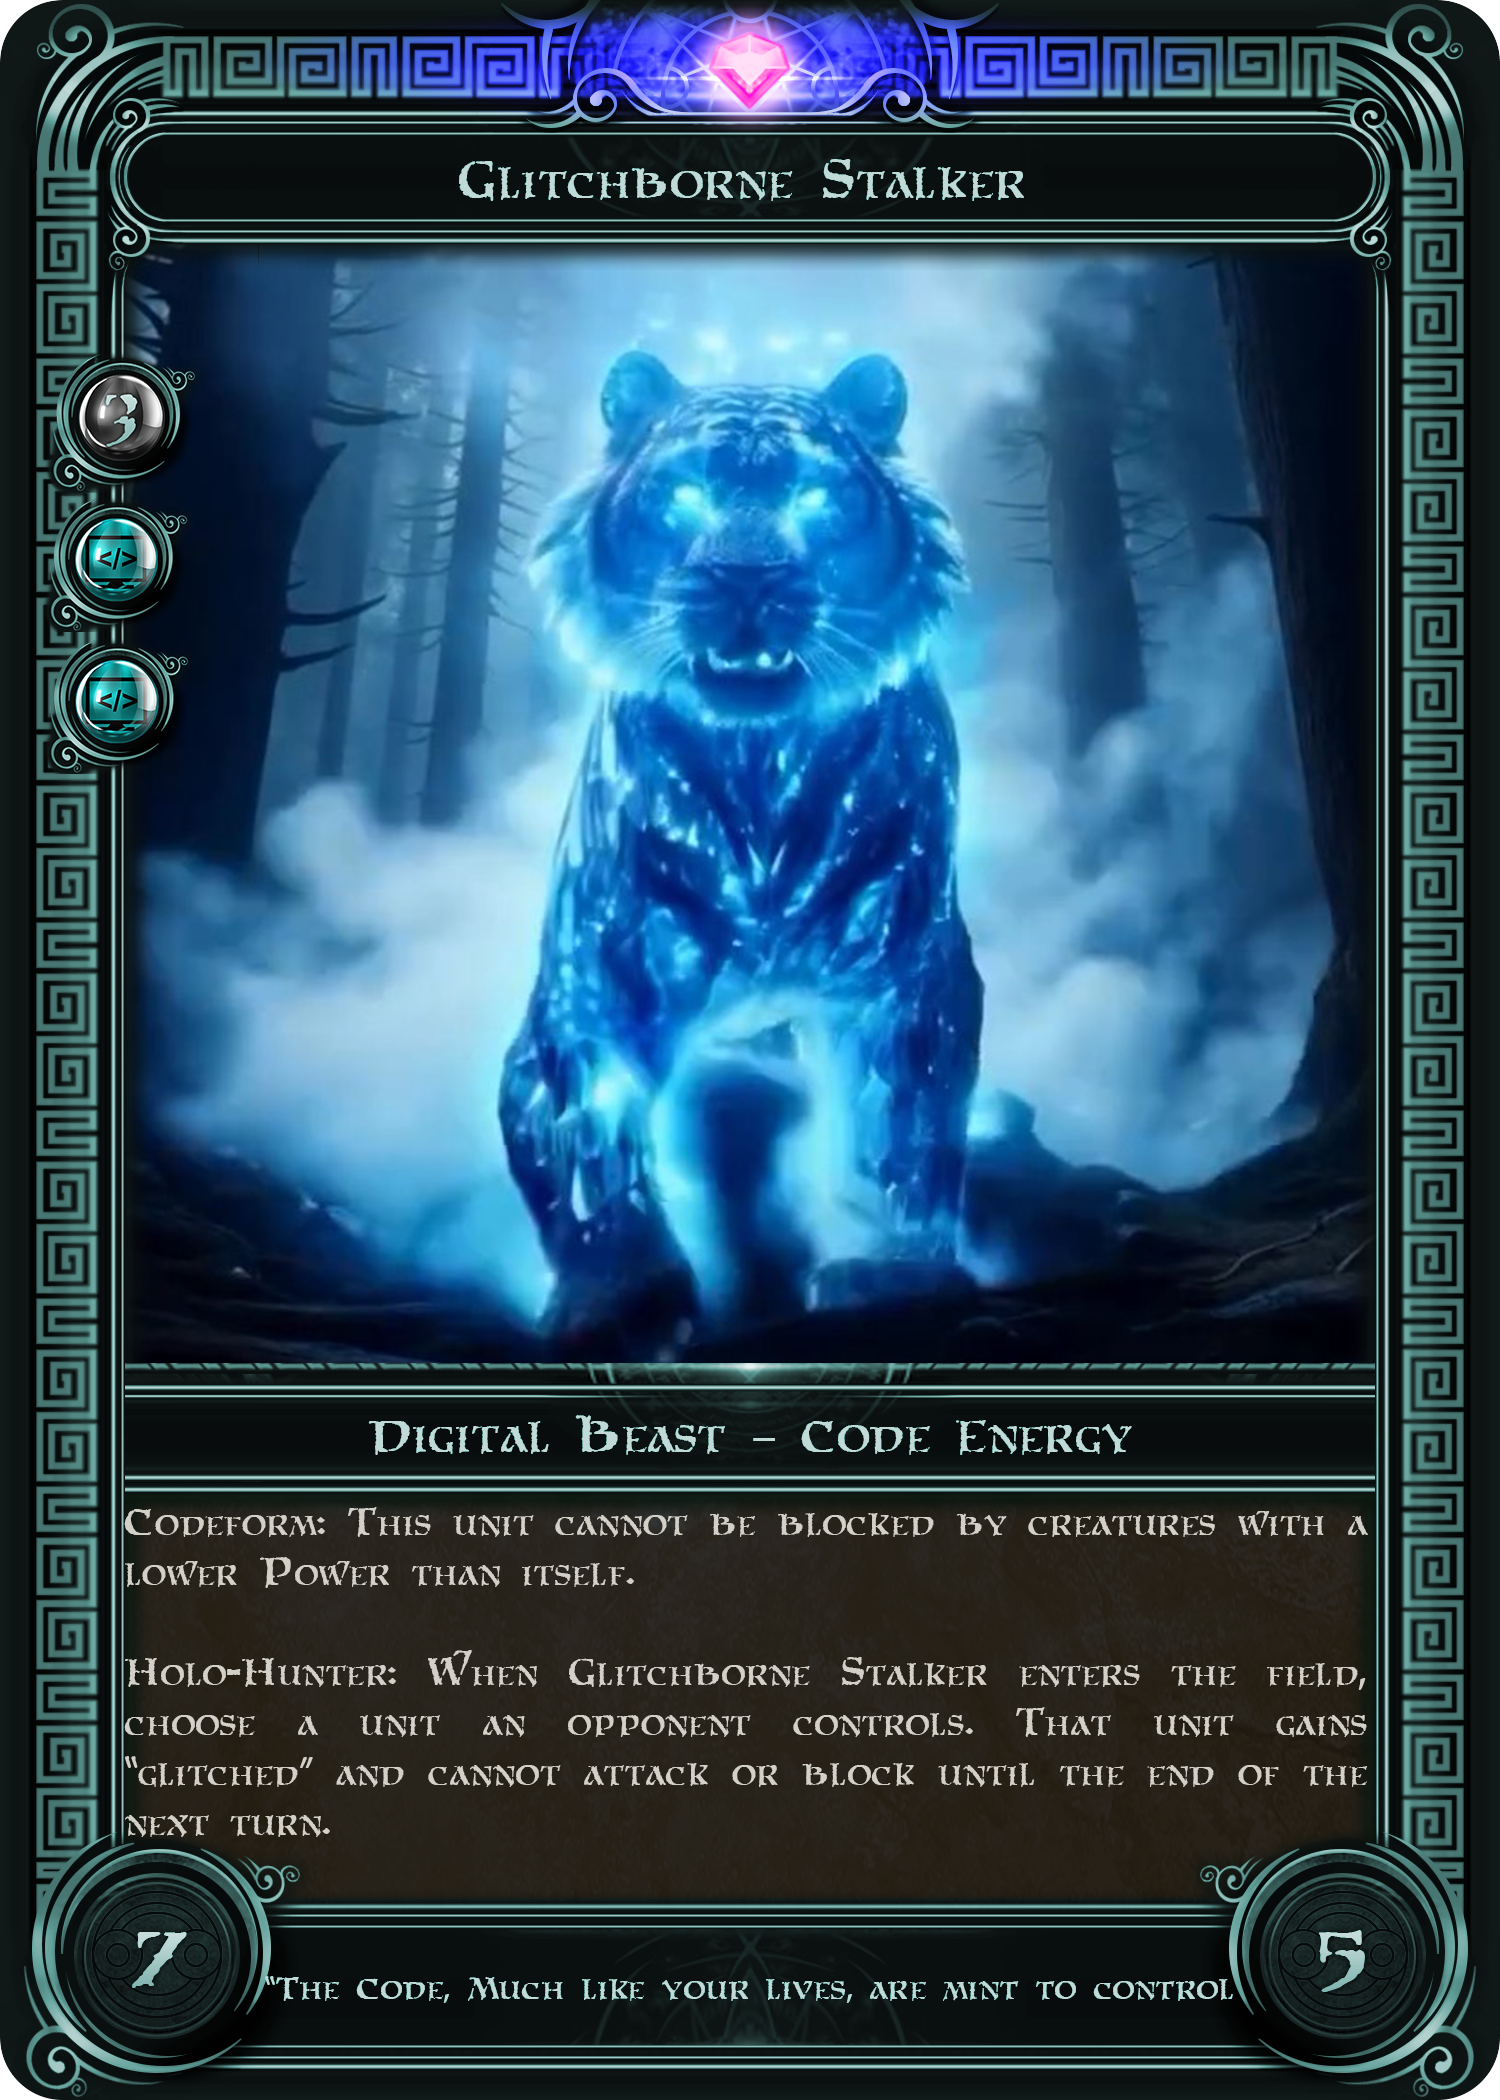 Glitchborne Stalker
3
</>
</>
Digital Beast – Code Energy
Codeform: This unit cannot be blocked by creatures with a
lower Power than itself.
Holo-Hunter: When Glitchborne Stalker enters the field,
choose a unit an opponent controls. That unit gains
“glitched” and cannot attack or block until the end of the
next turn.
7
“The Code, Much like your lives, are mint to control
5